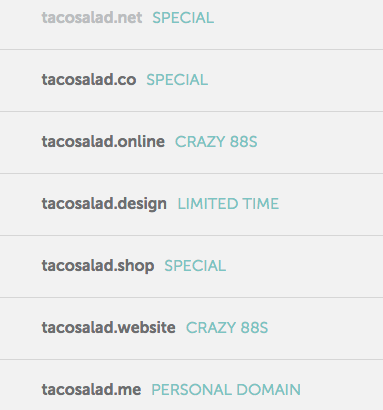 tacosalad.net SPECIAL
tacosalad.co SPECIAL
tacosalad.online CRAZY 88S
tacosalad.design LIMITED TIME
tacosalad.shop SPECIAL
tacosalad.website CRAZY 88S
tacosalad.me PERSONAL DOMAIN